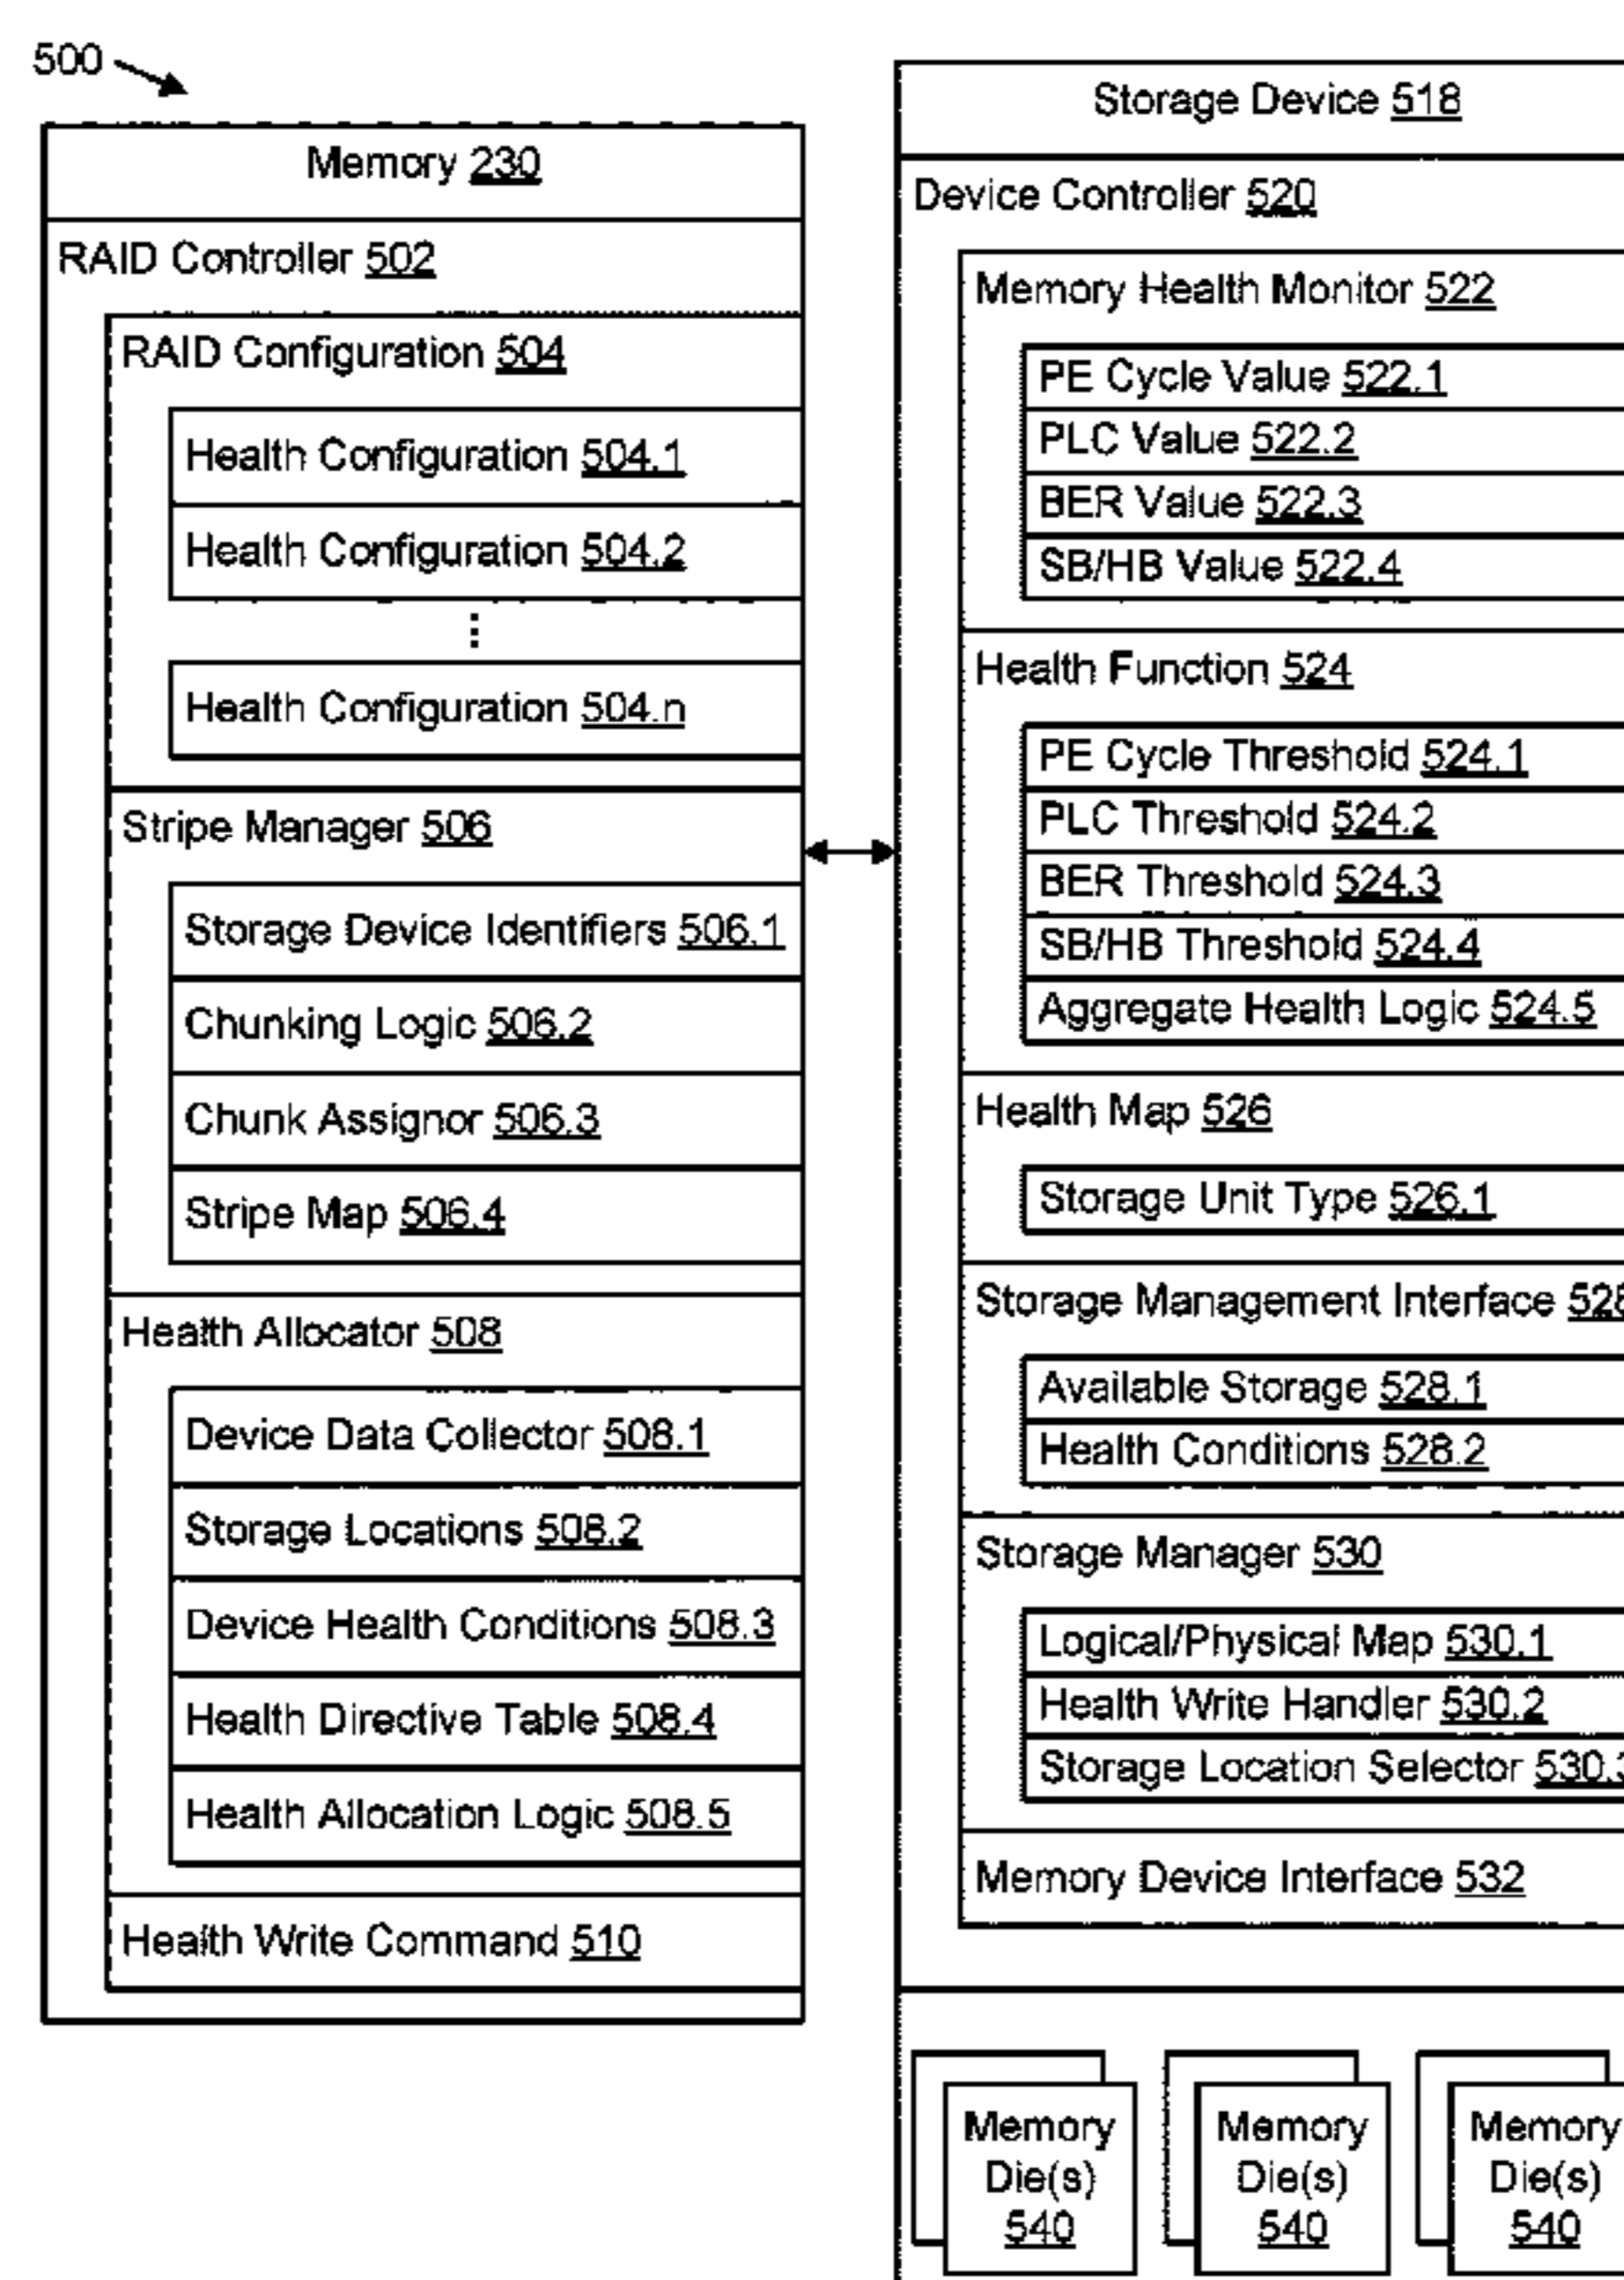 500
Memory 230
RAID Controller 502
RAID Configuration 504
Health Configuration 504.1
Health Configuration 504.2
⋮
Health Configuration 504.n
Stripe Manager 506
Storage Device Identifiers 506.1
Chunking Logic 506.2
Chunk Assignor 506.3
Stripe Map 506.4
Health Allocator 508
Device Data Collector 508.1
Storage Locations 508.2
Device Health Conditions 508.3
Health Directive Table 508.4
Health Allocation Logic 508.5
Health Write Command 510
Storage Device 518
Device Controller 520
Memory Health Monitor 522
PE Cycle Value 522.1
PLC Value 522.2
BER Value 522.3
SB/HB Value 522.4
Health Function 524
PE Cycle Threshold 524.1
PLC Threshold 524.2
BER Threshold 524.3
SB/HB Threshold 524.4
Aggregate Health Logic 524.5
Health Map 526
Storage Unit Type 526.1
Storage Management Interface 528
Available Storage 528.1
Health Conditions 528.2
Storage Manager 530
Logical/Physical Map 530.1
Health Write Handler 530.2
Storage Location Selector 530.3
Memory Device Interface 532
Memory
Die(s)
540
Memory
Die(s)
540
Memory
Die(s)
540